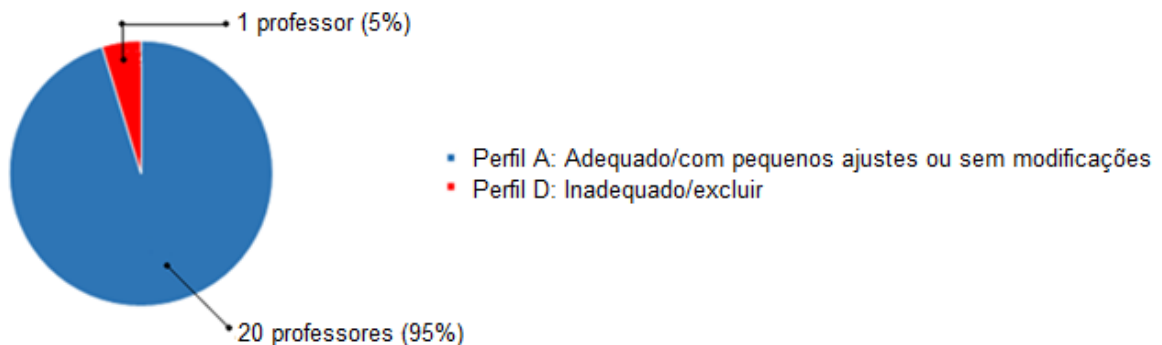 1 professor (5%)
Perfil A: Adequado/com pequenos ajustes ou sem modificações
Perfil D: Inadequado/excluir
20 professores (95%)